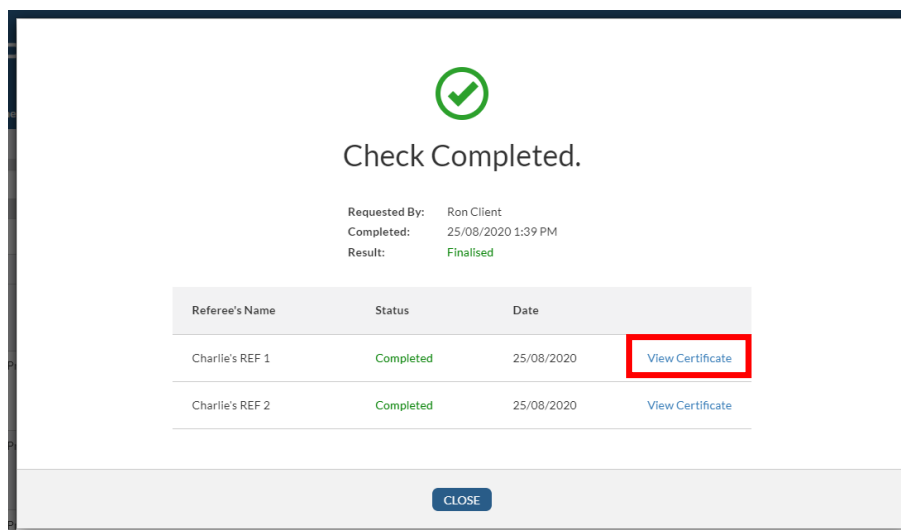 Check Completed.
Requested By: Ron Client
Completed: 25/08/2020 1:39 PM
Result: Finalised
Referee's Name Status Date
Charlie's REF 1 Completed 25/08/2020 View Certificate
Charlie's REF 2 Completed 25/08/2020 View Certificate
CLOSE